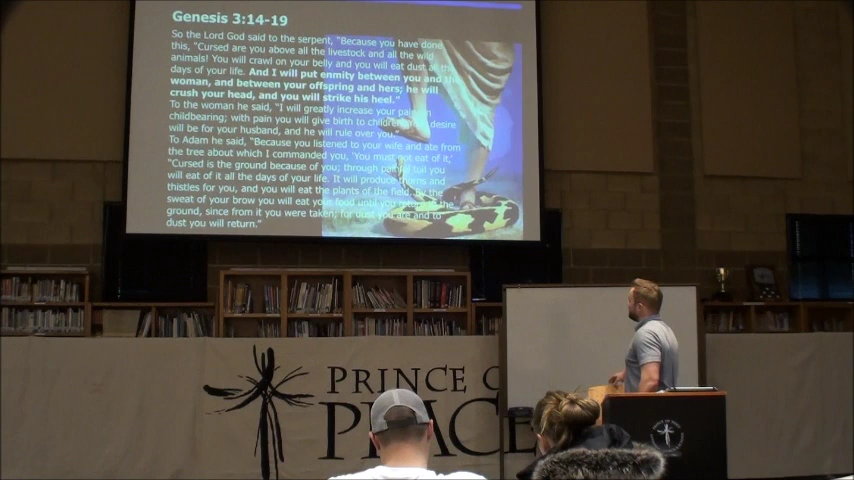 Genesis 3:14-19
So the Lord God said to the serpent, "Because you have done
this, "Cursed are you above all the livestock and all the wild
animals! You will crawl on your belly and you will eat dust all the
days of your life. And I will put enmity between you and the
woman, and between your offspring and hers; he will
crush your head, and you will strike his heel."
To the woman he said, "I will greatly increase your pains in
childbearing; with pain you will give birth to children. Your desire
will be for your husband, and he will rule over you."
To Adam he said, "Because you listened to your wife and ate from
the tree about which I commanded you, 'You must not eat of it,'
"Cursed is the ground because of you; through painful toil you
will eat of it all the days of your life. It will produce thorns and
thistles for you, and you will eat the plants of the field. By the
sweat of your brow you will eat your food until you return to the
ground, since from it you were taken; for dust you are and to
dust you will return."
PRINCE
PEACE